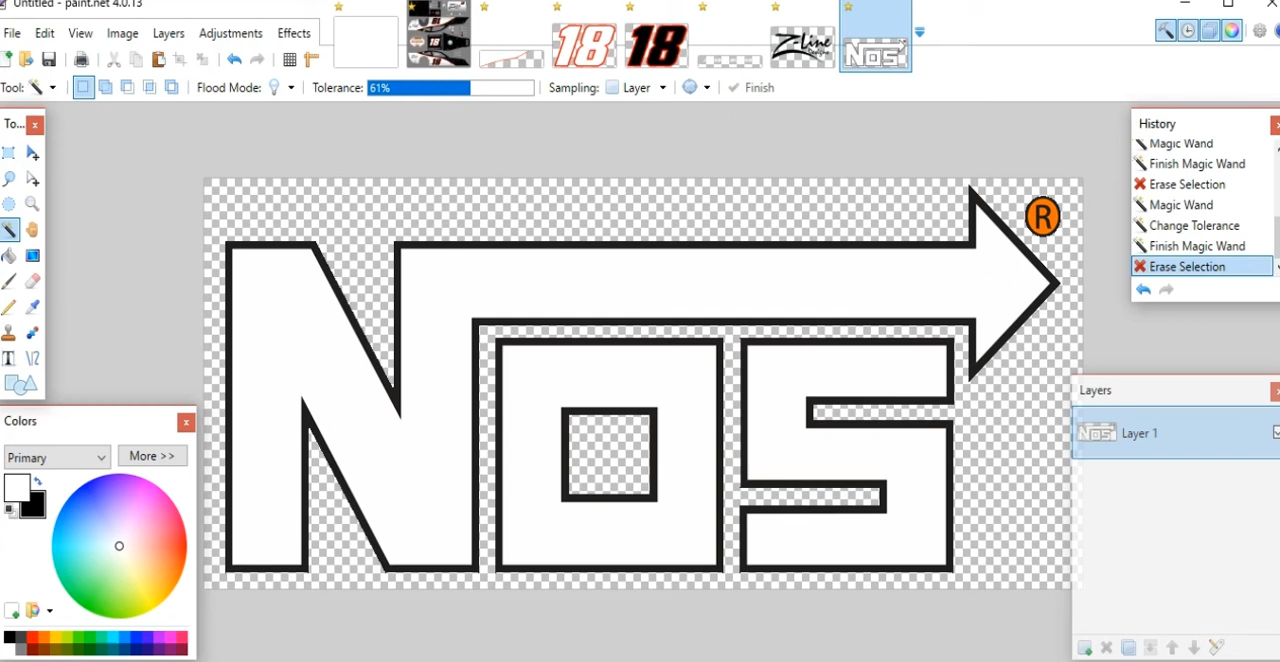 Untitled - paint.net 4.0.13
File Edit View Image Layers Adjustments Effects
18
18
Z-Line
NOS
Tool: Flood Mode: Tolerance: 61% Sampling: Layer Finish
To...
History
Magic Wand
Finish Magic Wand
Erase Selection
Magic Wand
Change Tolerance
Finish Magic Wand
Erase Selection
NOS
R
Colors
Primary
More >>
Layers
NOS
Layer 1